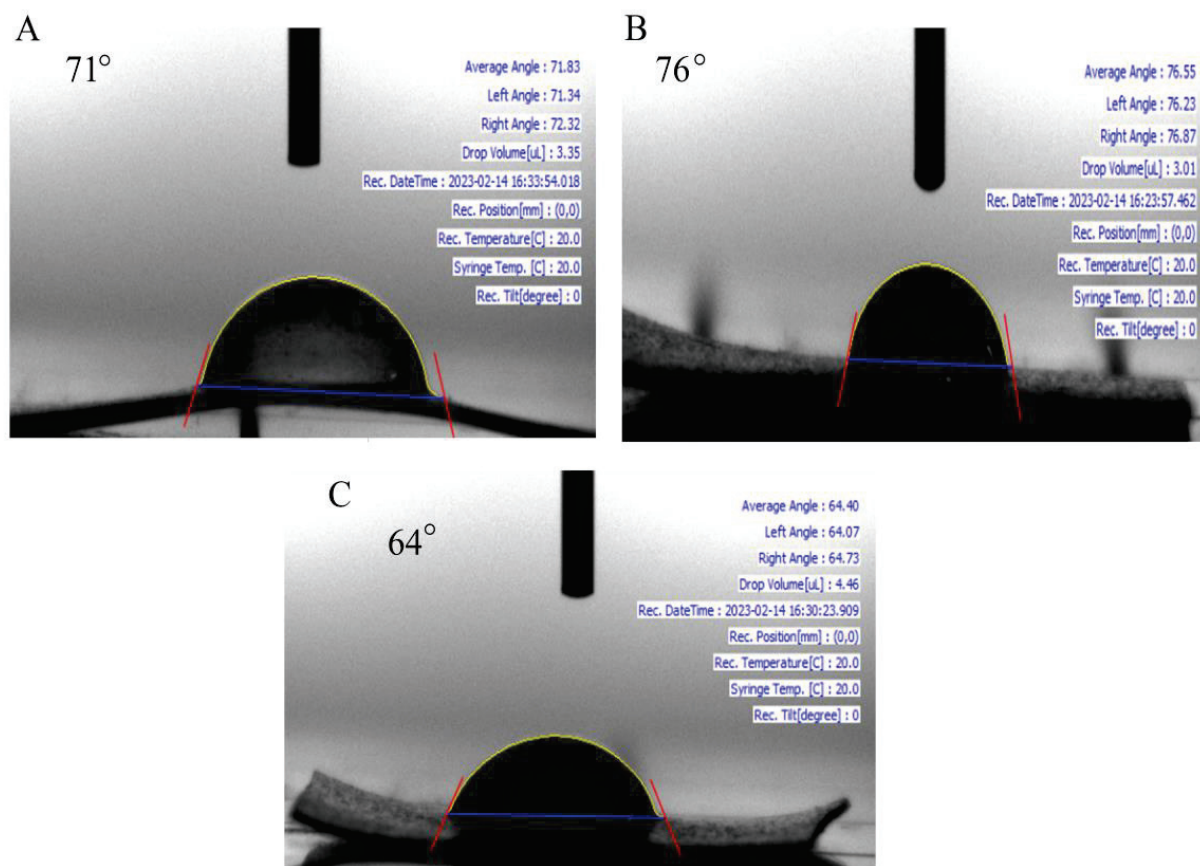 A
71°
Average Angle : 71.83
Left Angle : 71.34
Right Angle : 72.32
Drop Volume[uL] : 3.35
Rec. DateTime : 2023-02-14 16:33:54.018
Rec. Position[mm] : (0,0)
Rec. Temperature[C] : 20.0
Syringe Temp. [C] : 20.0
Rec. Tilt[degree] : 0
B
76°
Average Angle : 76.55
Left Angle : 76.23
Right Angle : 76.87
Drop Volume[uL] : 3.01
Rec. DateTime : 2023-02-14 16:23:57.462
Rec. Position[mm] : (0,0)
Rec. Temperature[C] : 20.0
Syringe Temp. [C] : 20.0
Rec. Tilt[degree] : 0
C
64°
Average Angle : 64.40
Left Angle : 64.07
Right Angle : 64.73
Drop Volume[uL] : 4.46
Rec. DateTime : 2023-02-14 16:30:23.909
Rec. Position[mm] : (0,0)
Rec. Temperature[C] : 20.0
Syringe Temp. [C] : 20.0
Rec. Tilt[degree] : 0